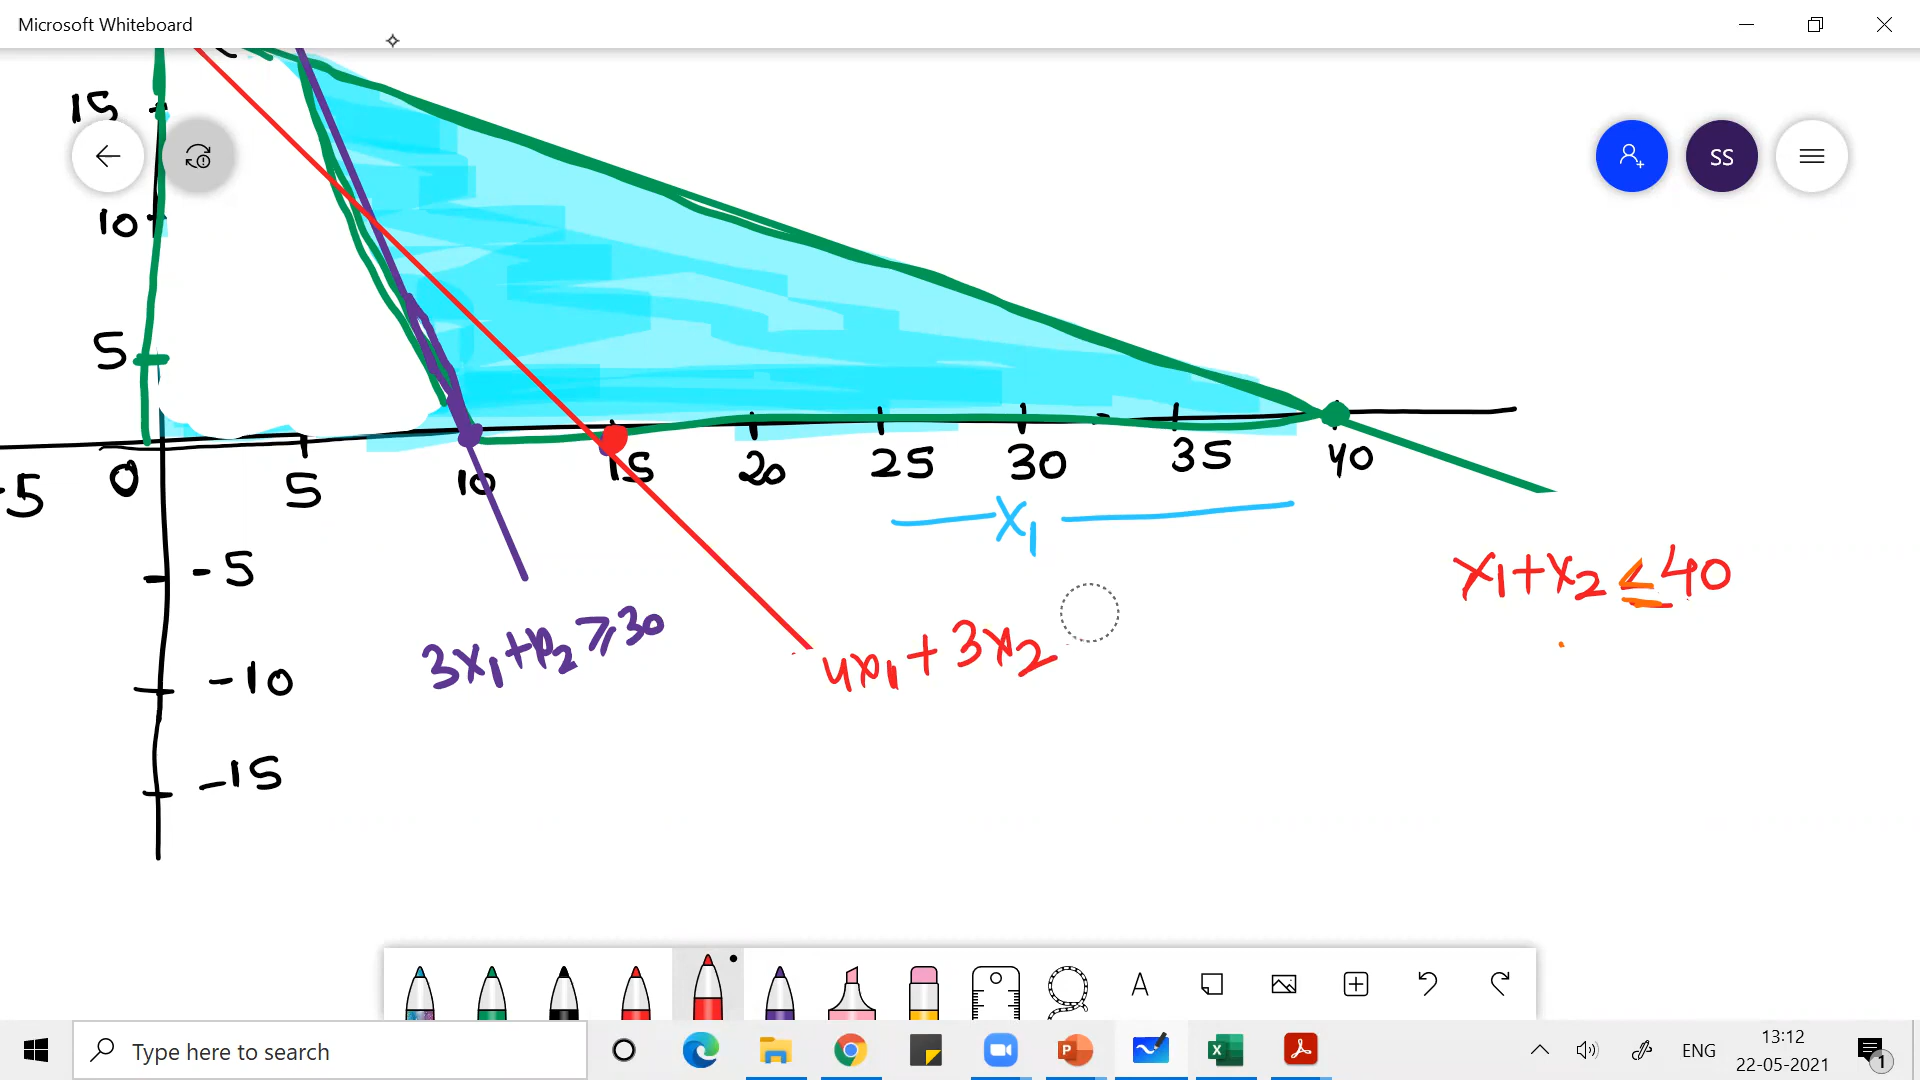 Microsoft Whiteboard
15
10
5
0
-5
5
10
15
20
25
30
35
40
x₁
-5
-10
-15
3x₁+x₂ ≥30
4x₁+3x₂
x₁+x₂ ≤40
SS
A
Type here to search
ENG
13:12
22-05-2021
1